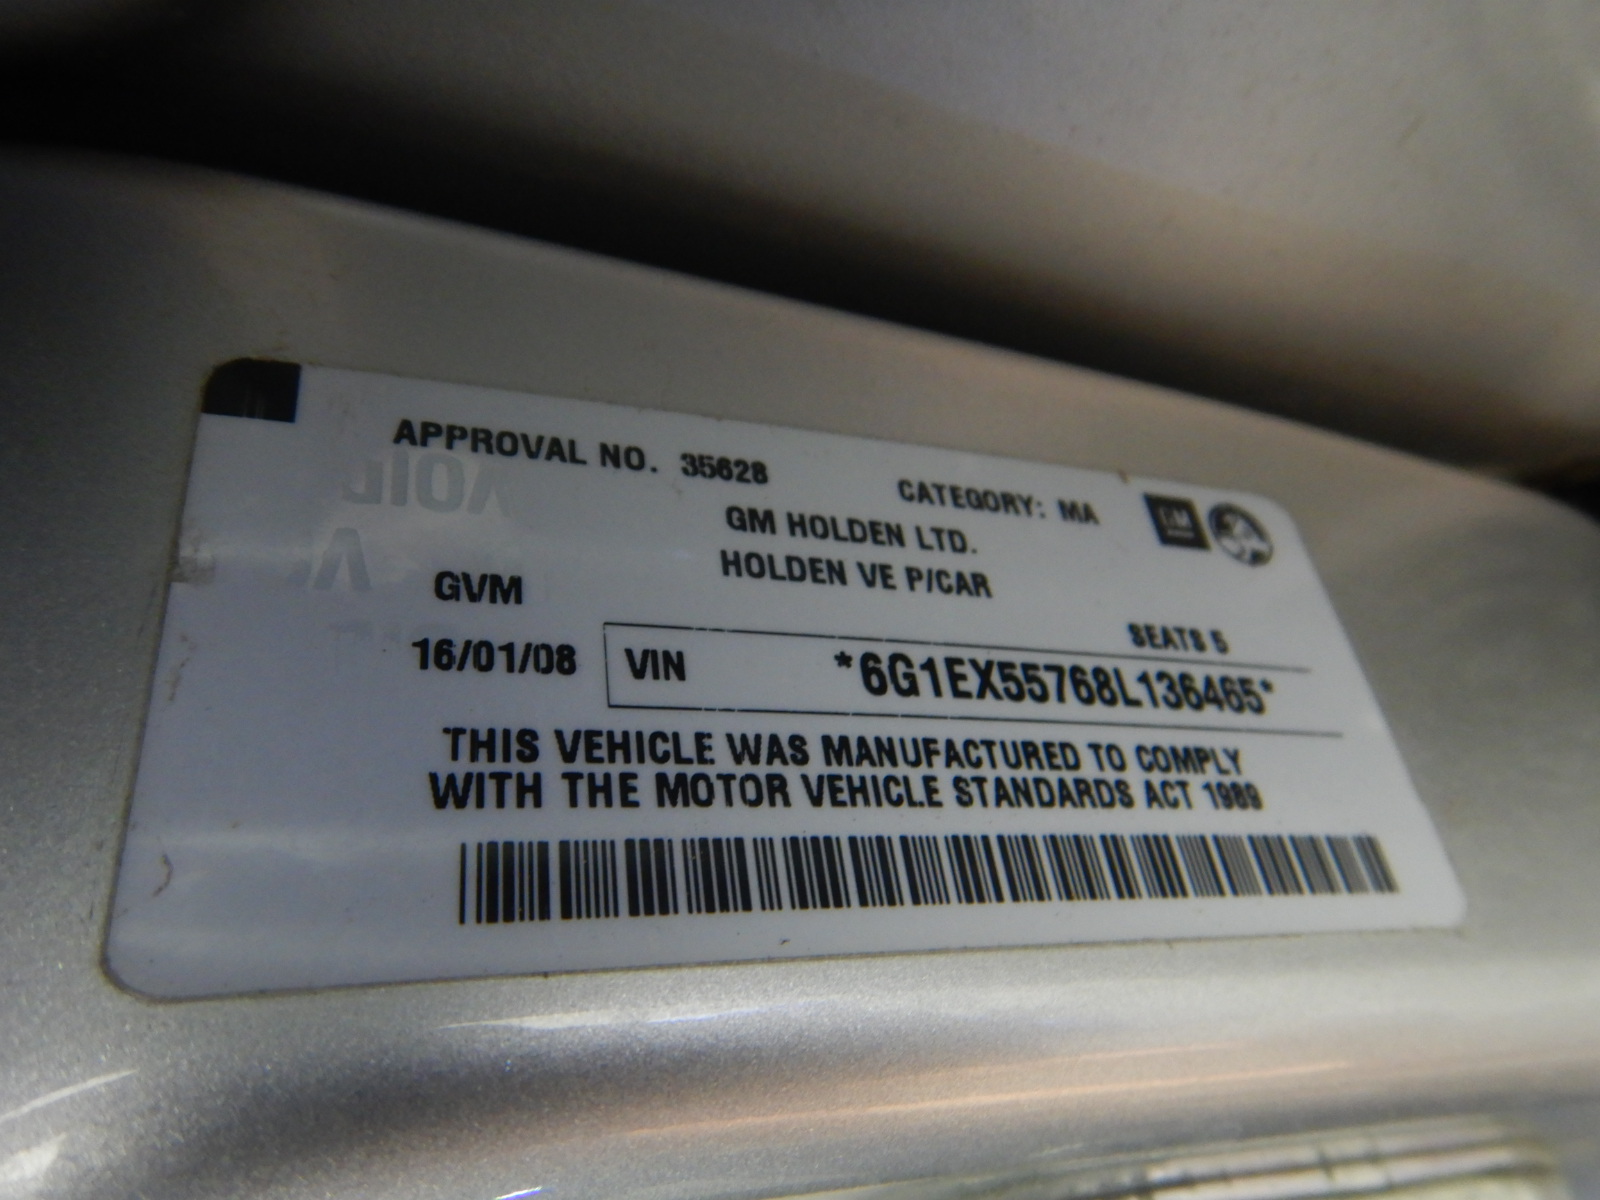 APPROVAL NO. 35628
CATEGORY: MA
GM
GM HOLDEN LTD.
HOLDEN VE P/CAR
GVM
SEATS 5
16/01/08
VIN *6G1EX55768L136465*
THIS VEHICLE WAS MANUFACTURED TO COMPLY
WITH THE MOTOR VEHICLE STANDARDS ACT 1989